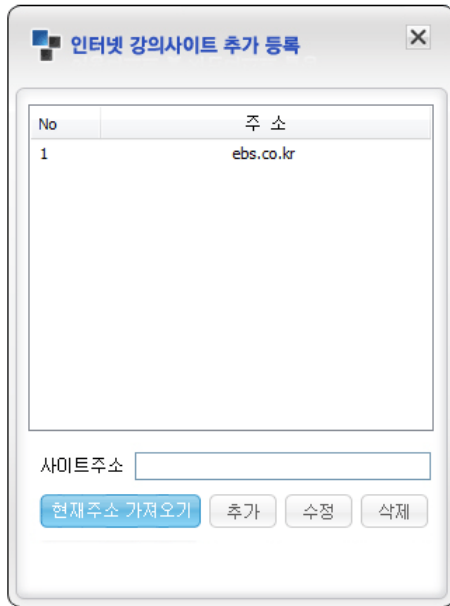 인터넷 강의사이트 추가 등록
No 주 소
1 ebs.co.kr
사이트주소
현재주소 가져오기 추가 수정 삭제